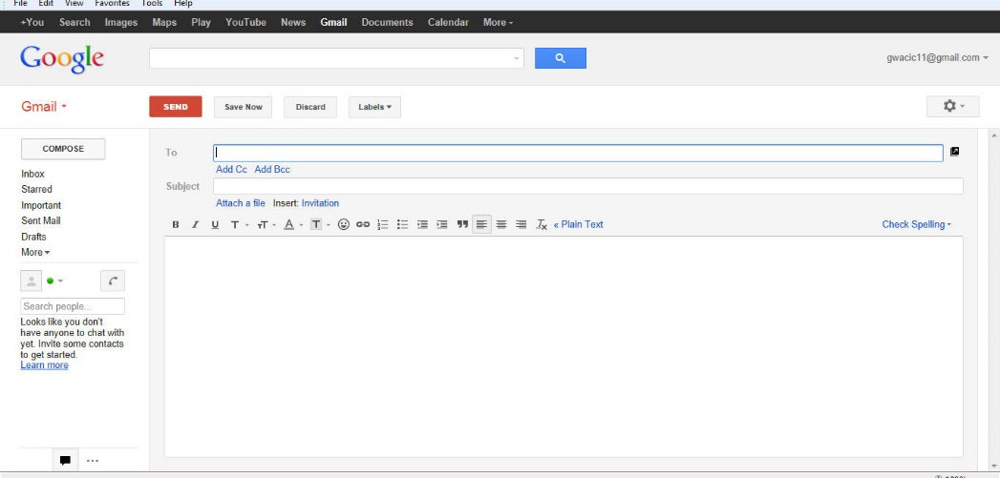 File Edit View Favorites Tools Help
+You Search Images Maps Play YouTube News Gmail Documents Calendar More
Google
gwacic11@gmail.com
Gmail
SEND Save Now Discard Labels
COMPOSE
Inbox
Starred
Important
Sent Mail
Drafts
More
Search people...
Looks like you don't
have anyone to chat with
yet. Invite some contacts
to get started.
Learn more
To
Add Cc Add Bcc
Subject
Attach a file Insert: Invitation
B I U T TT A T Tx « Plain Text Check Spelling